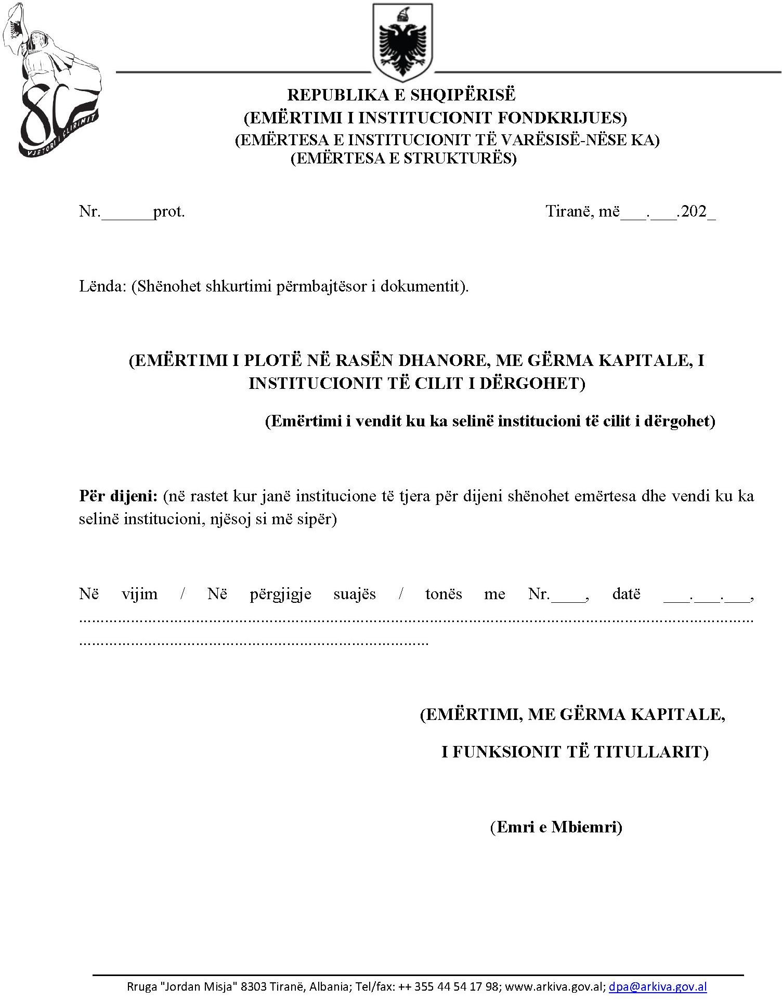 80
VJETORI I ÇLIRIMIT
REPUBLIKA E SHQIPËRISË
(EMËRTIMI I INSTITUCIONIT FONDKRIJUES)
(EMËRTESA E INSTITUCIONIT TË VARËSISË-NËSE KA)
(EMËRTESA E STRUKTURËS)
Nr.______prot. Tiranë, më___.___.202_
Lënda: (Shënohet shkurtimi përmbajtësor i dokumentit).
(EMËRTIMI I PLOTË NË RASËN DHANORE, ME GËRMA KAPITALE, I
INSTITUCIONIT TË CILIT I DËRGOHET)
(Emërtimi i vendit ku ka selinë institucioni të cilit i dërgohet)
Për dijeni: (në rastet kur janë institucione të tjera për dijeni shënohet emërtesa dhe vendi ku ka
selinë institucioni, njësoj si më sipër)
Në vijim / Në përgjigje suajës / tonës me Nr.____, datë ___.___.___,
……………………………………………………………………………………………………………
………………………………………………………………
(EMËRTIMI, ME GËRMA KAPITALE,
I FUNKSIONIT TË TITULLARIT)
(Emri e Mbiemri)
Rruga "Jordan Misja" 8303 Tiranë, Albania; Tel/fax: ++ 355 44 54 17 98; www.arkiva.gov.al; dpa@arkiva.gov.al